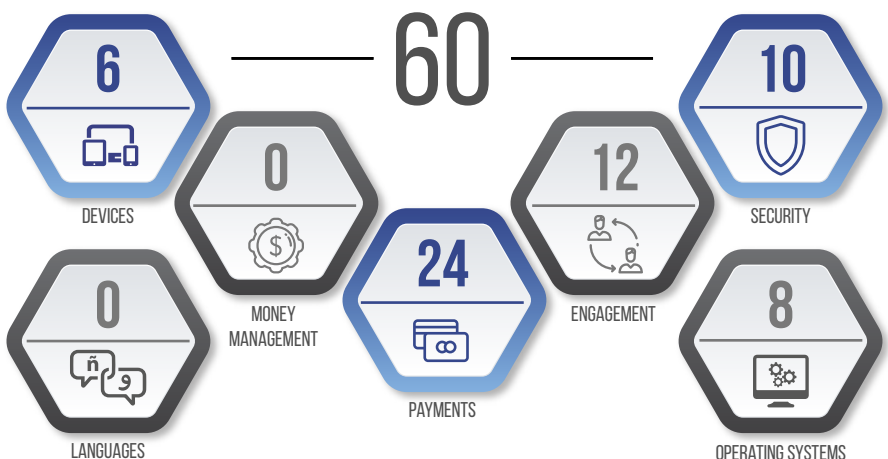 60
6
DEVICES
0
MONEY
MANAGEMENT
24
PAYMENTS
12
ENGAGEMENT
10
SECURITY
0
ñ
و
LANGUAGES
8
OPERATING SYSTEMS
$